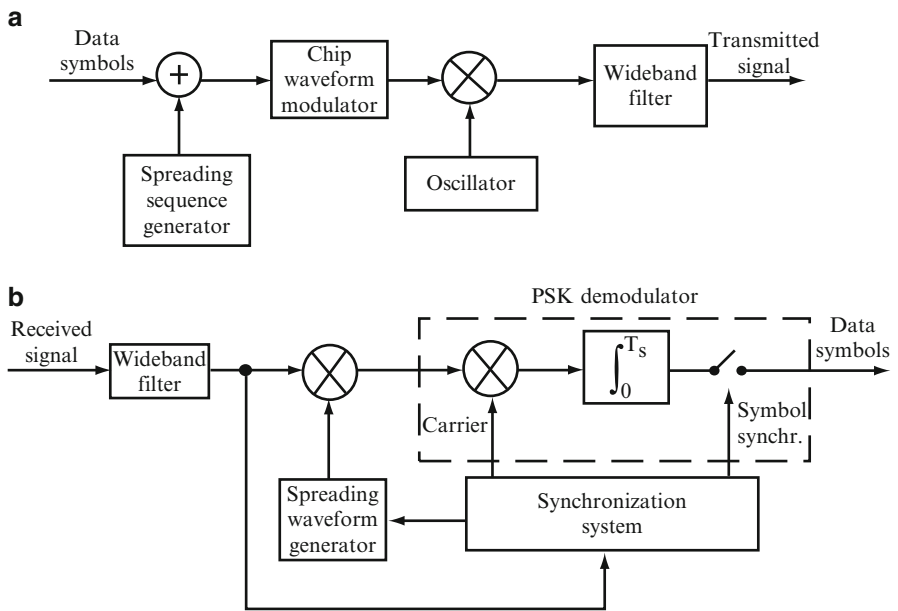 a
Data
symbols
+
Chip
waveform
modulator
Wideband
filter
Transmitted
signal
Spreading
sequence
generator
Oscillator
b
PSK demodulator
Received
signal
Wideband
filter
∫₀ᵀˢ
Data
symbols
Carrier
Symbol
synchr.
Spreading
waveform
generator
Synchronization
system